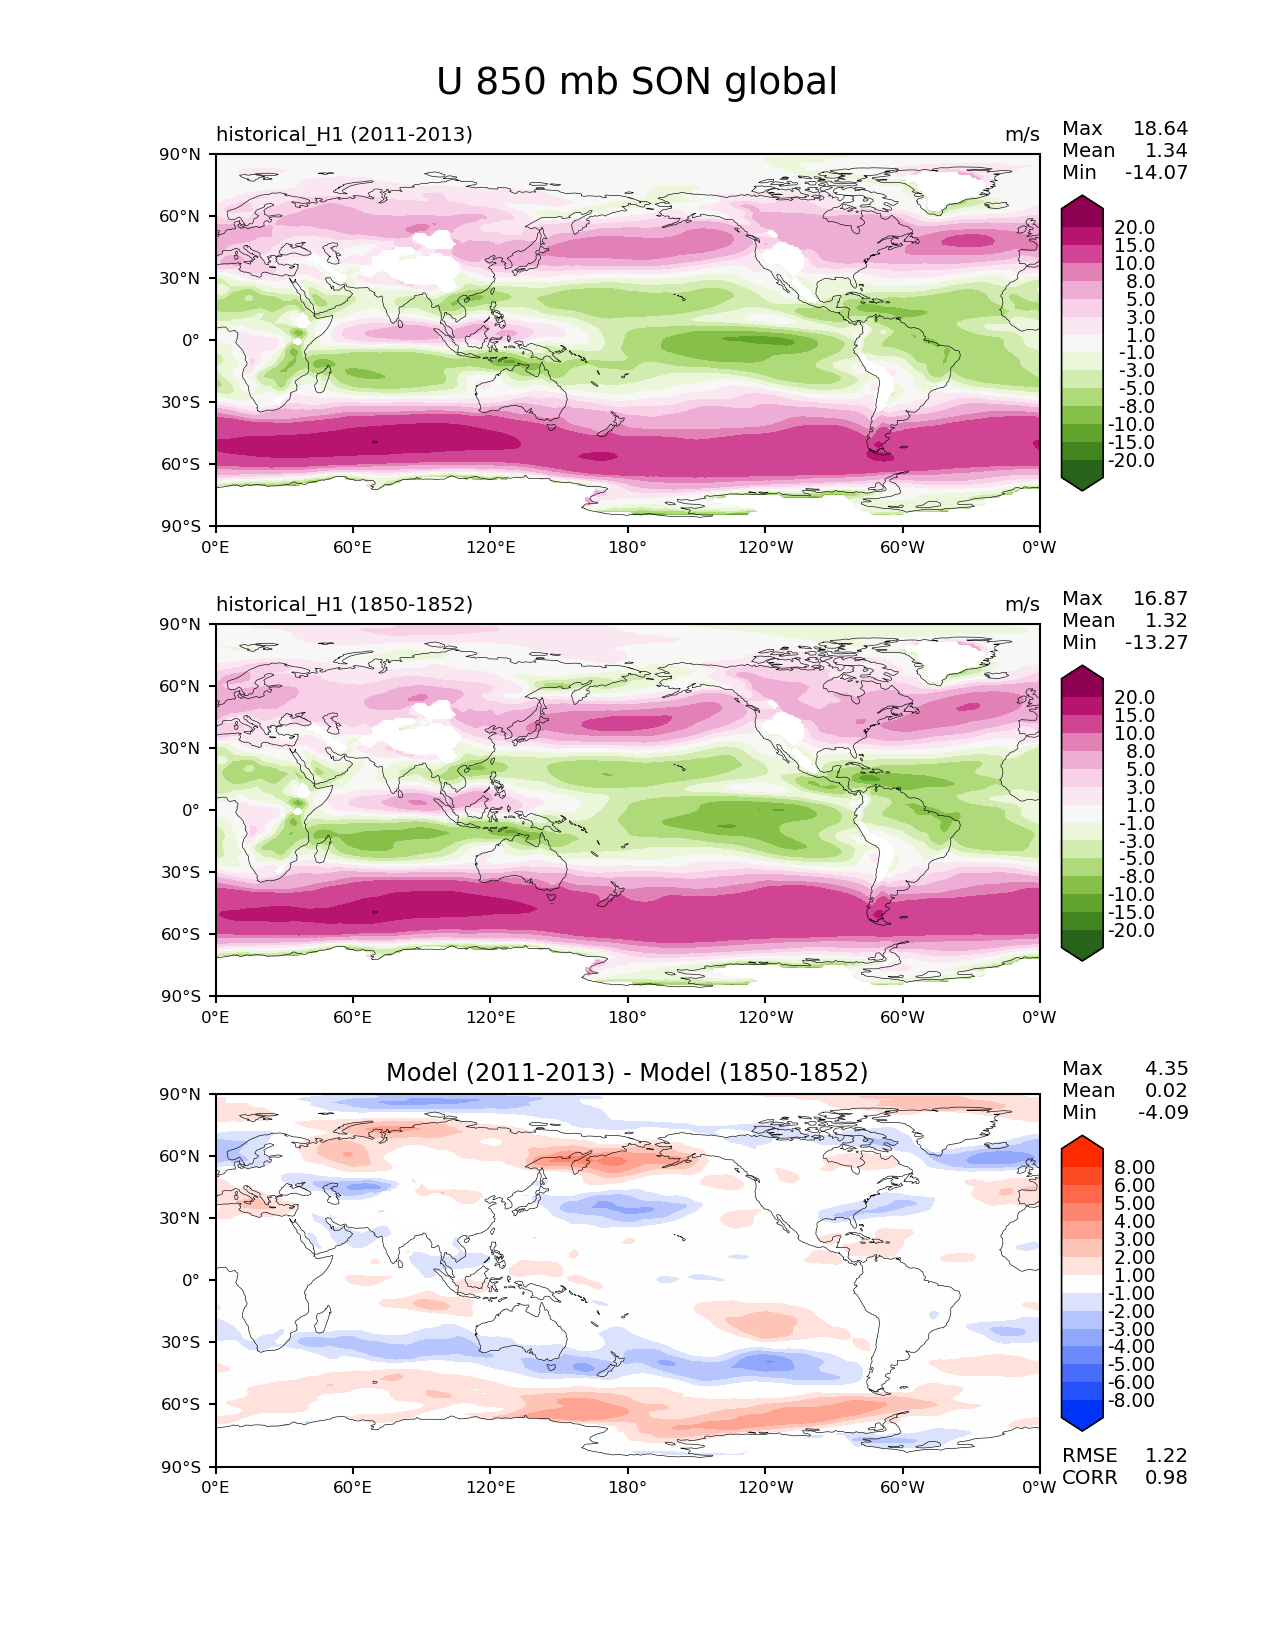 U 850 mb SON global
historical_H1 (2011-2013) m/s
Max 18.64
Mean 1.34
Min -14.07
90°N
60°N
30°N
0°
30°S
60°S
90°S
0°E 60°E 120°E 180° 120°W 60°W 0°W
20.0
15.0
10.0
8.0
5.0
3.0
1.0
-1.0
-3.0
-5.0
-8.0
-10.0
-15.0
-20.0
historical_H1 (1850-1852) m/s
Max 16.87
Mean 1.32
Min -13.27
90°N
60°N
30°N
0°
30°S
60°S
90°S
0°E 60°E 120°E 180° 120°W 60°W 0°W
20.0
15.0
10.0
8.0
5.0
3.0
1.0
-1.0
-3.0
-5.0
-8.0
-10.0
-15.0
-20.0
Model (2011-2013) - Model (1850-1852)
Max 4.35
Mean 0.02
Min -4.09
90°N
60°N
30°N
0°
30°S
60°S
90°S
0°E 60°E 120°E 180° 120°W 60°W 0°W
8.00
6.00
5.00
4.00
3.00
2.00
1.00
-1.00
-2.00
-3.00
-4.00
-5.00
-6.00
-8.00
RMSE 1.22
CORR 0.98